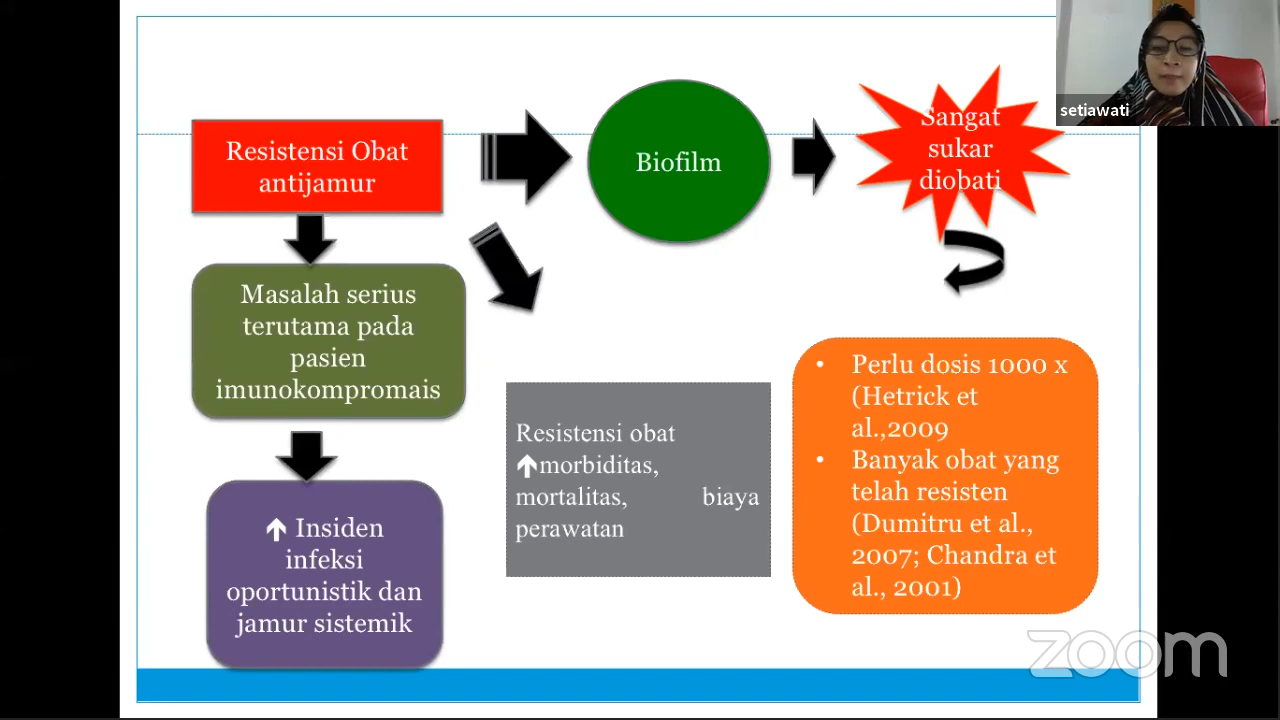 Resistensi Obat
antijamur
Biofilm
Sangat
sukar
diobati
setiawati
Masalah serius
terutama pada
pasien
imunokompromais
Resistensi obat
⬆morbiditas,
mortalitas, biaya
perawatan
• Perlu dosis 1000 x
(Hetrick et
al.,2009
• Banyak obat yang
telah resisten
(Dumitru et al.,
2007; Chandra et
al., 2001)
⬆ Insiden
infeksi
oportunistik dan
jamur sistemik
zoom